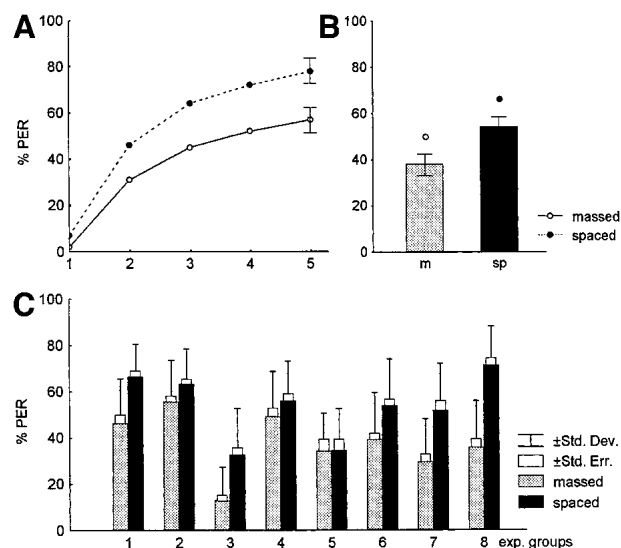 A
% PER
100
80
60
40
20
0
1 2 3 4 5
B
100
80
60
40
20
0
m sp
massed
spaced
C
% PER
100
80
60
40
20
0
1 2 3 4 5 6 7 8 exp. groups
±Std. Dev.
±Std. Err.
massed
spaced